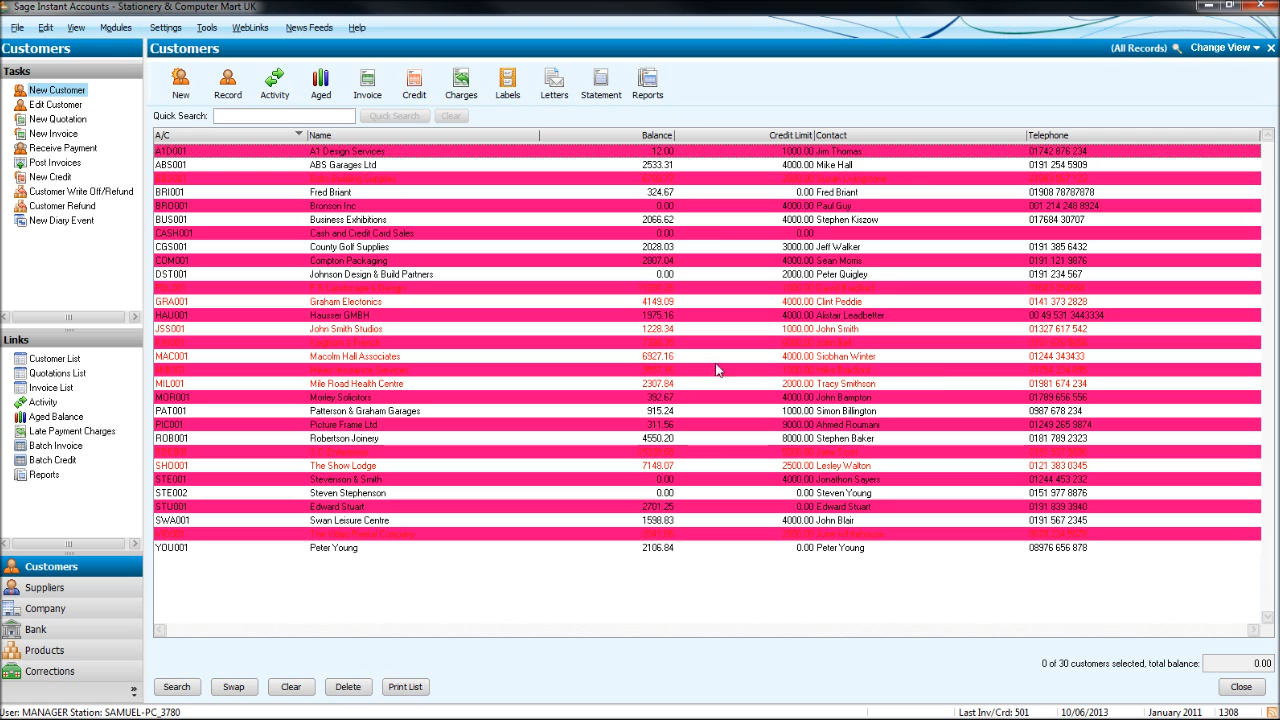 Sage Instant Accounts - Stationery & Computer Mart UK
File Edit View Modules Settings Tools WebLinks News Feeds Help
Customers
Tasks
New Customer
Edit Customer
New Quotation
New Invoice
Receive Payment
Post Invoices
New Credit
Customer Write Off/Refund
Customer Refund
New Diary Event
Links
Customer List
Quotations List
Invoice List
Activity
Aged Balance
Late Payment Charges
Batch Invoice
Batch Credit
Reports
Customers
Suppliers
Company
Bank
Products
Corrections
Customers (All Records) Change View
New Record Activity Aged Invoice Credit Charges Labels Letters Statement Reports
Quick Search: Quick Search Clear
A/C Name Balance Credit Limit Contact Telephone
A1D001 A1 Design Services 12.00 1000.00 Jim Thomas 01742 876 234
ABS001 ABS Garages Ltd 2533.31 4000.00 Mike Hall 0191 254 5909
BRI001 Fred Briant 324.67 0.00 Fred Briant 01908 78787878
BRO001 Bronson Inc 0.00 4000.00 Paul Guy 001 214 248 8924
BUS001 Business Exhibitions 2066.62 4000.00 Stephen Kiszow 017684 30707
CASH001 Cash and Credit Card Sales 0.00 0.00
CGS001 County Golf Supplies 2028.03 3000.00 Jeff Walker 0191 385 6432
COM001 Compton Packaging 2807.04 4000.00 Sean Morris 0191 121 9876
DST001 Johnson Design & Build Partners 0.00 2000.00 Peter Quigley 0191 234 567
GRA001 Graham Electonics 4149.09 4000.00 Clint Peddie 0141 373 2828
HAU001 Hausser GMBH 1975.16 4000.00 Alistair Leadbetter 00 49 531 3443334
JSS001 John Smith Studios 1228.34 1000.00 John Smith 01327 617 542
MAC001 Macolm Hall Associates 6927.16 4000.00 Siobhan Winter 01244 343433
MIL001 Mile Road Health Centre 2307.84 2000.00 Tracy Smithson 01981 674 234
MOR001 Morley Solicitors 392.67 4000.00 John Bampton 01789 656 556
PAT001 Patterson & Graham Garages 915.24 1000.00 Simon Billington 0987 678 234
PIC001 Picture Frame Ltd 311.56 9000.00 Ahmed Roumani 01249 265 9874
ROB001 Robertson Joinery 4550.20 8000.00 Stephen Baker 0181 789 2323
SHO001 The Show Lodge 7148.07 2500.00 Lesley Walton 0121 383 0345
STE001 Stevenson & Smith 0.00 4000.00 Jonathon Sayers 01244 453 232
STE002 Steven Stephenson 0.00 0.00 Steven Young 0151 977 8876
STU001 Edward Stuart 2701.25 0.00 Edward Stuart 0191 839 3940
SWA001 Swan Leisure Centre 1598.83 4000.00 John Blair 0191 567 2345
YOU001 Peter Young 2106.84 0.00 Peter Young 08976 656 878
0 of 30 customers selected, total balance: 0.00
Search Swap Clear Delete Print List Close
User: MANAGER Station: SAMUEL-PC_3780 Last Inv/Crd: 501 10/06/2013 January 2011 1308